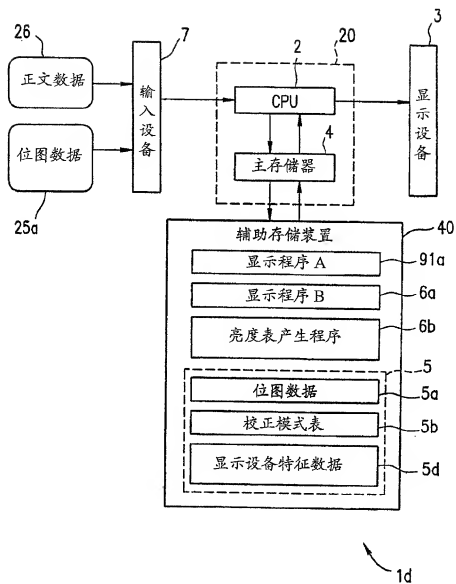 26
7
20
3
正文数据
输入设备
2
CPU
显示设备
位图数据
4
主存储器
25a
40
辅助存储装置
显示程序A
91a
显示程序B
6a
亮度表产生程序
6b
5
位图数据
5a
校正模式表
5b
显示设备特征数据
5d
1d